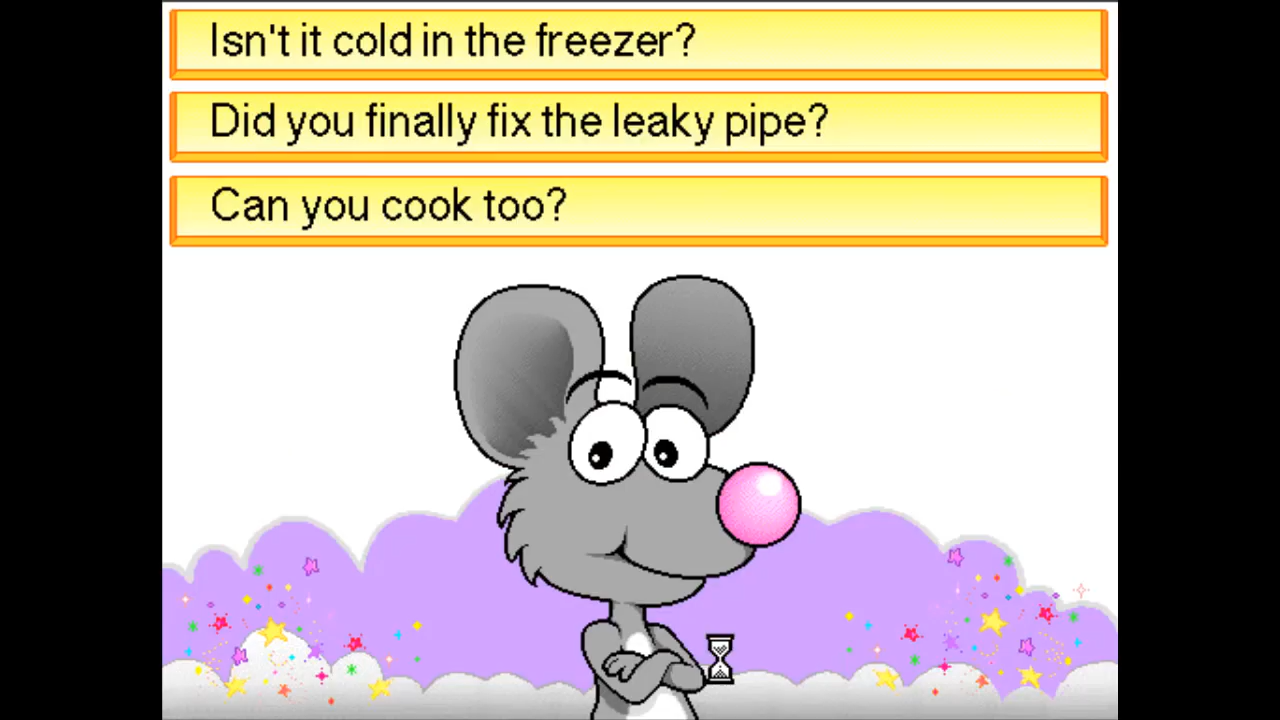 Isn't it cold in the freezer?
Did you finally fix the leaky pipe?
Can you cook too?